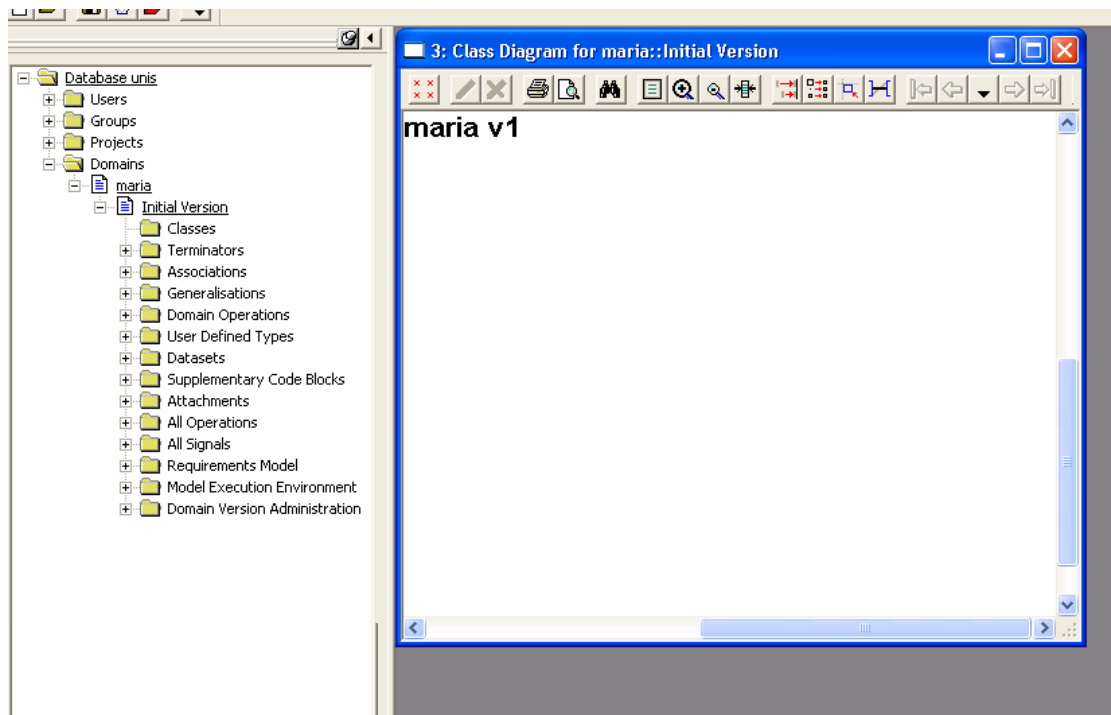 Database unis
Users
Groups
Projects
Domains
maria
Initial Version
Classes
Terminators
Associations
Generalisations
Domain Operations
User Defined Types
Datasets
Supplementary Code Blocks
Attachments
All Operations
All Signals
Requirements Model
Model Execution Environment
Domain Version Administration
3: Class Diagram for maria::Initial Version
maria v1